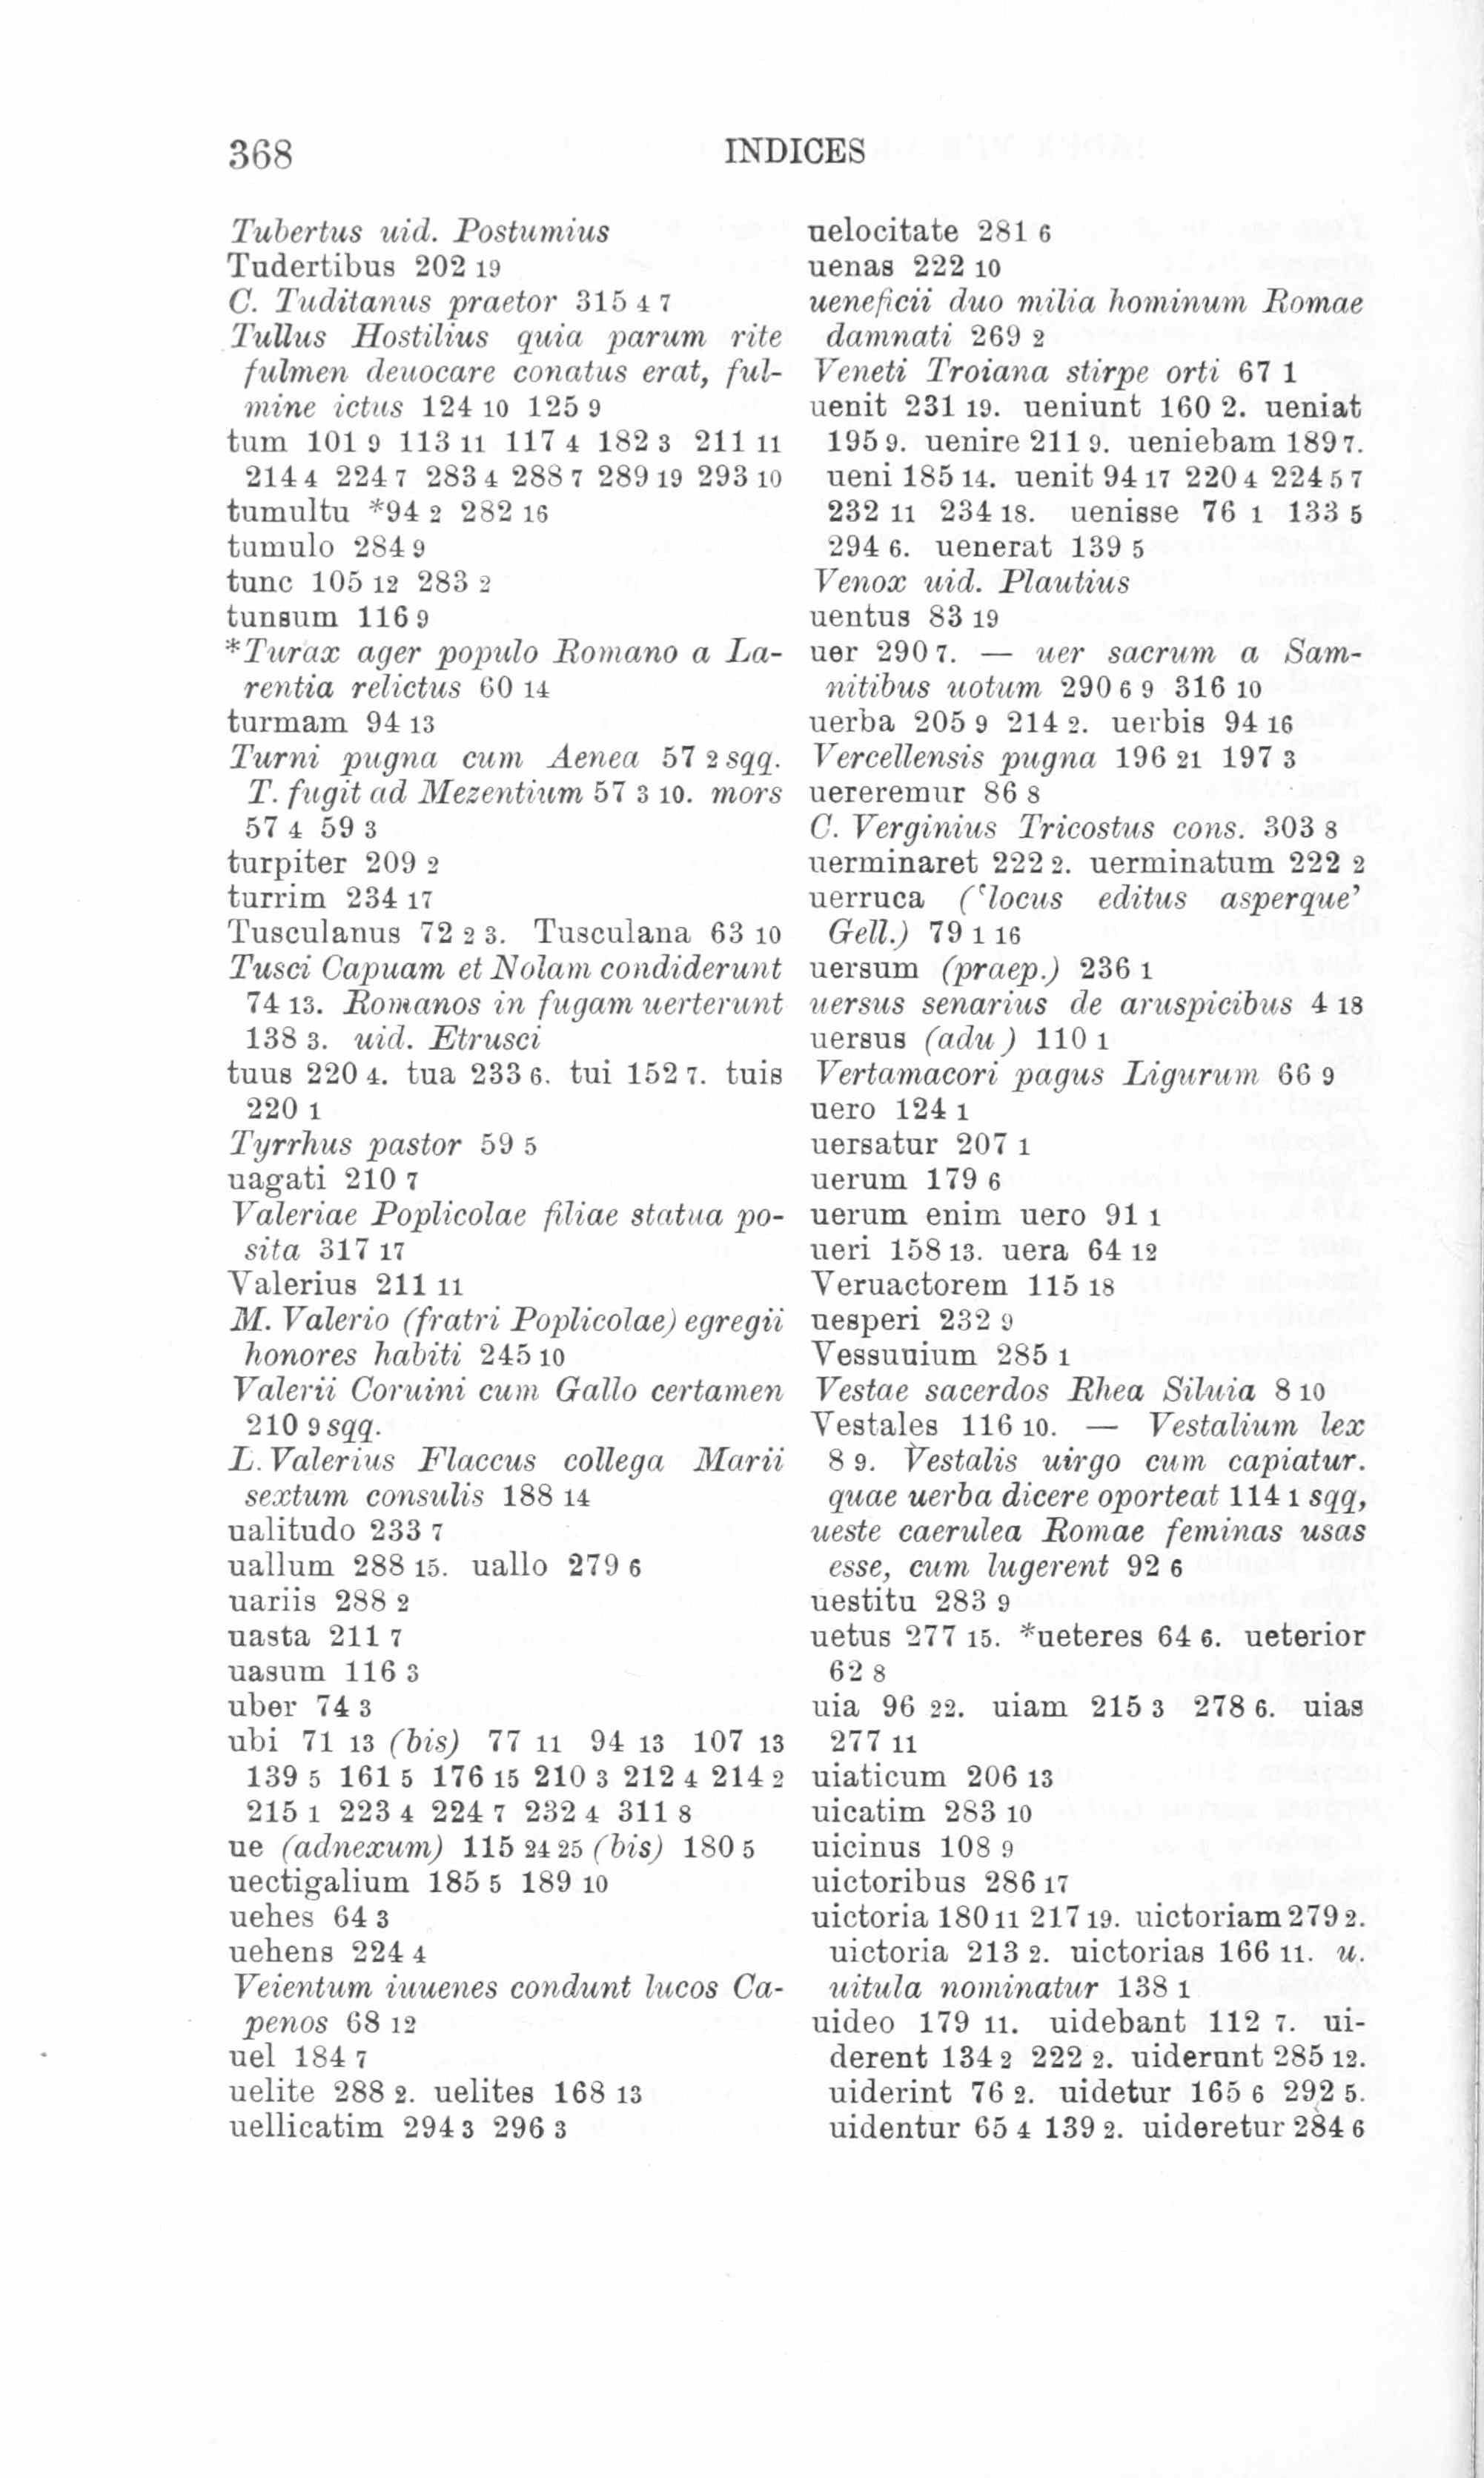 368 INDICES
Tubertus uid. Postumius
Tudertibus 202 19
C. Tuditanus praetor 315 4 7
Tullus Hostilius quia parum rite
fulmen deuocare conatus erat, ful-
mine ictus 124 10 125 9
tum 101 9 113 11 117 4 182 3 211 11
214 4 224 7 283 4 288 7 289 19 293 10
tumultu *94 2 282 16
tumulo 284 9
tunc 105 12 283 2
tunsum 116 9
*Turax ager populo Romano a La-
rentia relictus 60 14
turmam 94 13
Turni pugna cum Aenea 57 2 sqq.
T. fugit ad Mezentium 57 3 10. mors
57 4 59 3
turpiter 209 2
turrim 234 17
Tusculanus 72 2 3. Tusculana 63 10
Tusci Capuam et Nolam condiderunt
74 13. Romanos in fugam uerterunt
138 3. uid. Etrusci
tuus 220 4. tua 233 6. tui 152 7. tuis
220 1
Tyrrhus pastor 59 5
uagati 210 7
Valeriae Poplicolae filiae statua po-
sita 317 17
Valerius 211 11
M. Valerio (fratri Poplicolae) egregii
honores habiti 245 10
Valerii Coruini cum Gallo certamen
210 9 sqq.
L. Valerius Flaccus collega Marii
sextum consulis 188 14
ualitudo 233 7
uallum 288 15. uallo 279 6
uariis 288 2
uasta 211 7
uasum 116 3
uber 74 3
ubi 71 13 (bis) 77 11 94 13 107 13
139 5 161 5 176 15 210 3 212 4 214 2
215 1 223 4 224 7 232 4 311 8
ue (adnexum) 115 24 25 (bis) 180 5
uectigalium 185 5 189 10
uehes 64 3
uehens 224 4
Veientum iuuenes condunt lucos Ca-
penos 68 12
uel 184 7
uelite 288 2. uelites 168 13
uellicatim 294 3 296 3
uelocitate 281 6
uenas 222 10
ueneficii duo milia hominum Romae
damnati 269 2
Veneti Troiana stirpe orti 67 1
uenit 231 19. ueniunt 160 2. ueniat
195 9. uenire 211 9. ueniebam 189 7.
ueni 185 14. uenit 94 17 220 4 224 5 7
232 11 234 18. uenisse 76 1 133 5
294 6. uenerat 139 5
Venox uid. Plautius
uentus 83 19
uer 290 7. — uer sacrum a Sam-
nitibus uotum 290 6 9 316 10
uerba 205 9 214 2. uerbis 94 16
Vercellensis pugna 196 21 197 3
uereremur 86 8
C. Verginius Tricostus cons. 303 8
uerminaret 222 2. uerminatum 222 2
uerruca (‘locus editus asperque’
Gell.) 79 1 16
uersum (praep.) 236 1
uersus senarius de aruspicibus 4 18
uersus (adu ) 110 1
Vertamacori pagus Ligurum 66 9
uero 124 1
uersatur 207 1
uerum 179 6
uerum enim uero 91 1
ueri 158 13. uera 64 12
Veruactorem 115 18
uesperi 232 9
Vessuuium 285 1
Vestae sacerdos Rhea Siluia 8 10
Vestales 116 10. — Vestalium lex
8 9. Vestalis uirgo cum capiatur.
quae uerba dicere oporteat 114 1 sqq,
ueste caerulea Romae feminas usas
esse, cum lugerent 92 6
uestitu 283 9
uetus 277 15. *ueteres 64 6. ueterior
62 8
uia 96 22. uiam 215 3 278 6. uias
277 11
uiaticum 206 13
uicatim 283 10
uicinus 108 9
uictoribus 286 17
uictoria 180 11 217 19. uictoriam 279 2.
uictoria 213 2. uictorias 166 11. u.
uitula nominatur 138 1
uideo 179 11. uidebant 112 7. ui-
derent 134 2 222 2. uiderunt 285 12.
uiderint 76 2. uidetur 165 6 292 5.
uidentur 65 4 139 2. uideretur 284 6